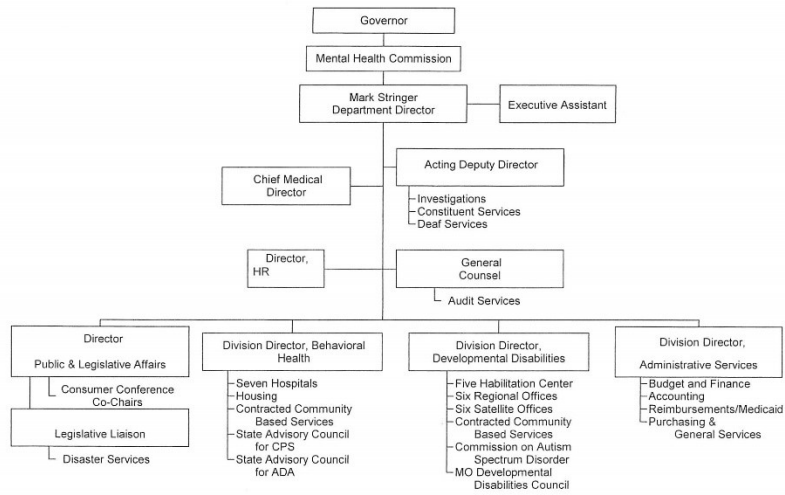 Governor
Mental Health Commission
Mark Stringer
Department Director
Executive Assistant
Acting Deputy Director
Investigations
Constituent Services
Deaf Services
Chief Medical
Director
Director,
HR
General
Counsel
Audit Services
Director
Public & Legislative Affairs
Consumer Conference
Co-Chairs
Legislative Liaison
Disaster Services
Division Director, Behavioral
Health
Seven Hospitals
Housing
Contracted Community
Based Services
State Advisory Council
for CPS
State Advisory Council
for ADA
Division Director,
Developmental Disabilities
Five Habilitation Center
Six Regional Offices
Six Satellite Offices
Contracted Community
Based Services
Commission on Autism
Spectrum Disorder
MO Developmental
Disabilities Council
Division Director,
Administrative Services
Budget and Finance
Accounting
Reimbursements/Medicaid
Purchasing &
General Services